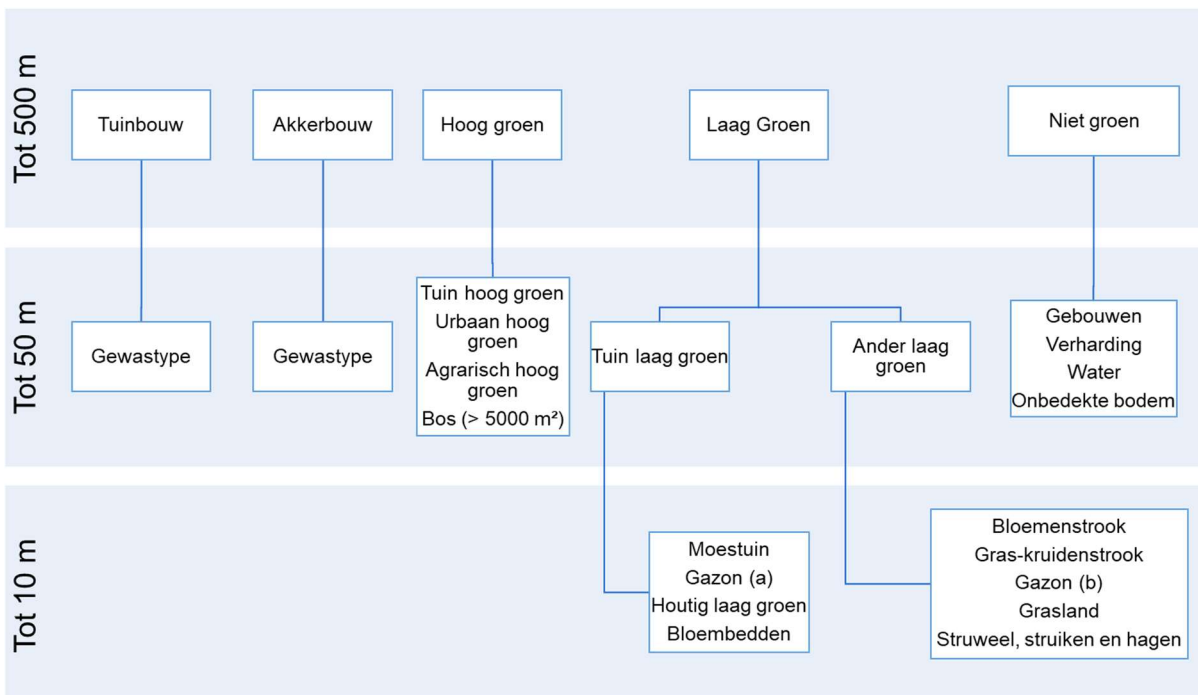 Tot 500 m
Tuinbouw
Akkerbouw
Hoog groen
Laag Groen
Niet groen
Tot 50 m
Gewastype
Gewastype
Tuin hoog groen
Urbaan hoog
groen
Agrarisch hoog
groen
Bos (> 5000 m²)
Tuin laag groen
Ander laag
groen
Gebouwen
Verharding
Water
Onbedekte bodem
Tot 10 m
Moestuin
Gazon (a)
Houtig laag groen
Bloembedden
Bloemenstrook
Gras-kruidenstrook
Gazon (b)
Grasland
Struweel, struiken en hagen